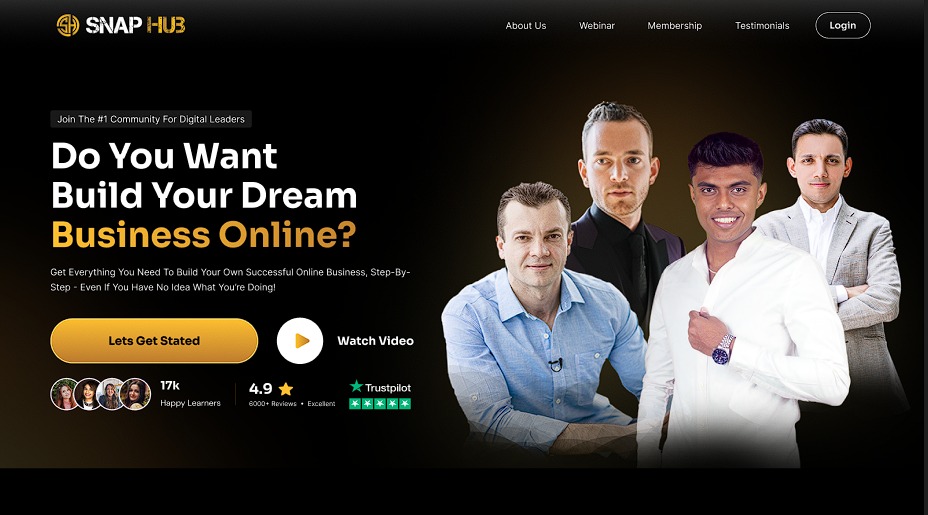 SH SNAP HUB
About Us Webinar Membership Testimonials Login
Join The #1 Community For Digital Leaders
Do You Want
Build Your Dream
Business Online?
Get Everything You Need To Build Your Own Successful Online Business, Step-By-
Step - Even If You Have No Idea What You're Doing!
Lets Get Stated
Watch Video
17k
Happy Learners
4.9
6000+ Reviews • Excellent
Trustpilot